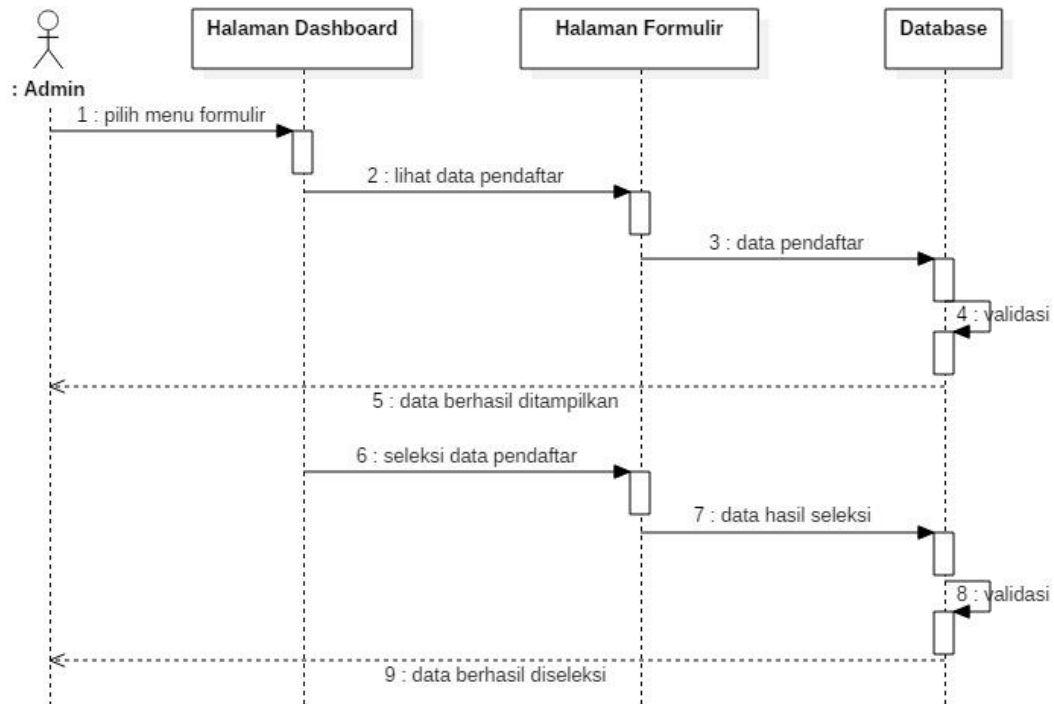 Halaman Dashboard
Halaman Formulir
Database
: Admin
1 : pilih menu formulir
2 : lihat data pendaftar
3 : data pendaftar
4 : validasi
5 : data berhasil ditampilkan
6 : seleksi data pendaftar
7 : data hasil seleksi
8 : validasi
9 : data berhasil diseleksi